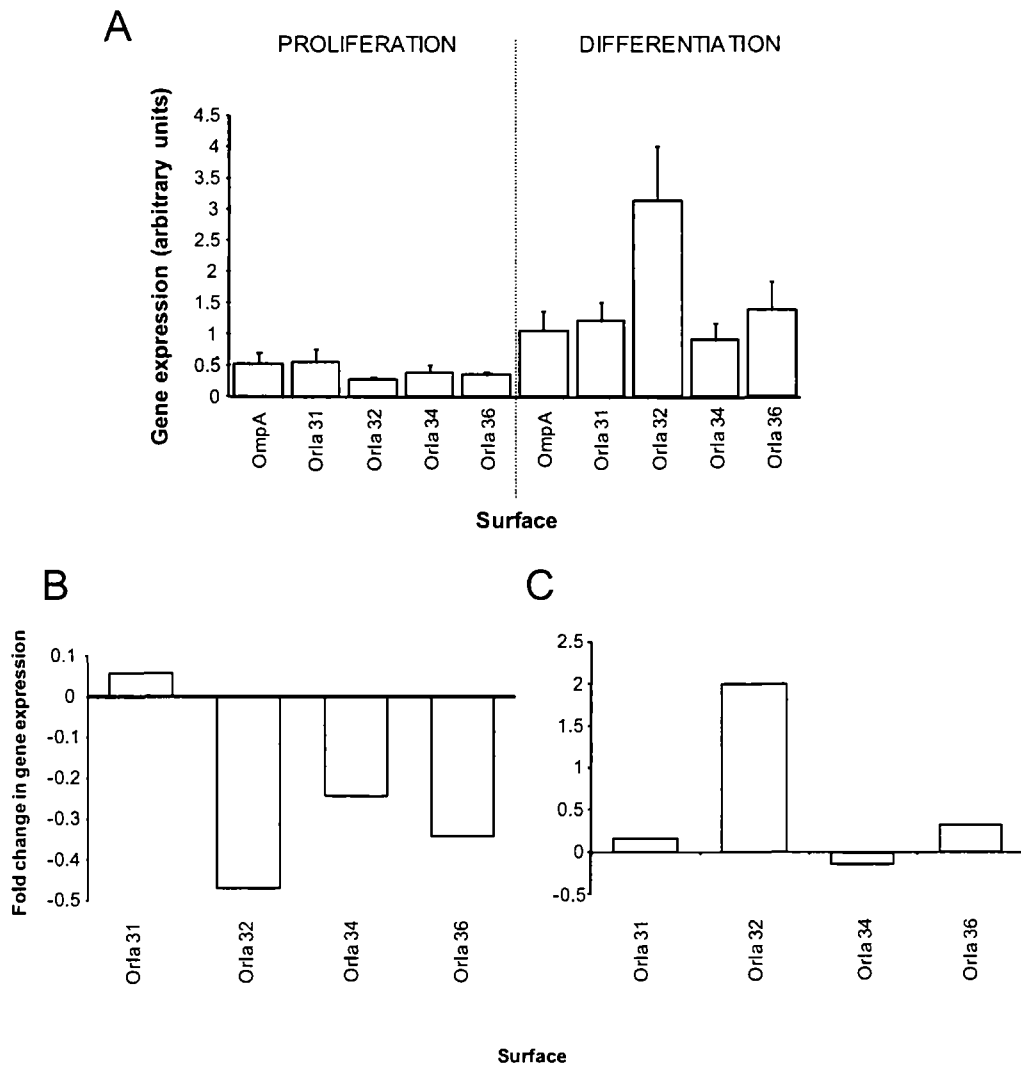 A
PROLIFERATION
DIFFERENTIATION
Gene expression (arbitrary units)
4.5
4
3.5
3
2.5
2
1.5
1
0.5
0
OmpA
Orla 31
Orla 32
Orla 34
Orla 36
OmpA
Orla 31
Orla 32
Orla 34
Orla 36
Surface
B
Fold change in gene expression
0.1
0
-0.1
-0.2
-0.3
-0.4
-0.5
Orla 31
Orla 32
Orla 34
Orla 36
C
2.5
2
1.5
1
0.5
0
-0.5
Orla 31
Orla 32
Orla 34
Orla 36
Surface